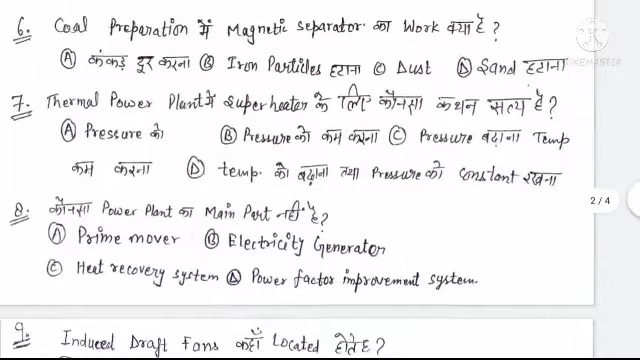 6. Coal Preparation में Magnetic separator का Work क्या है?
Ⓐ कंकड़े दूर करना Ⓑ Iron Particles हटाना Ⓒ Dust Ⓓ Sand हटाना
KINEMASTER
7. Thermal Power Plant में superheater के लिए कौनसा कथन सत्य है?
Ⓐ Pressure को Ⓑ Pressure को कम करना Ⓒ Pressure बढ़ाना Temp
कम करना Ⓓ temp. को बढ़ाना तथा Pressure को constant रखना
2/4
8. कौनसा Power Plant का Main Part नहीं है?
Ⓐ Prime mover Ⓑ Electricity Generator
Ⓒ Heat recovery system Ⓓ Power factor improvement system.
9. Induced Draft Fans कहाँ Located होते है?